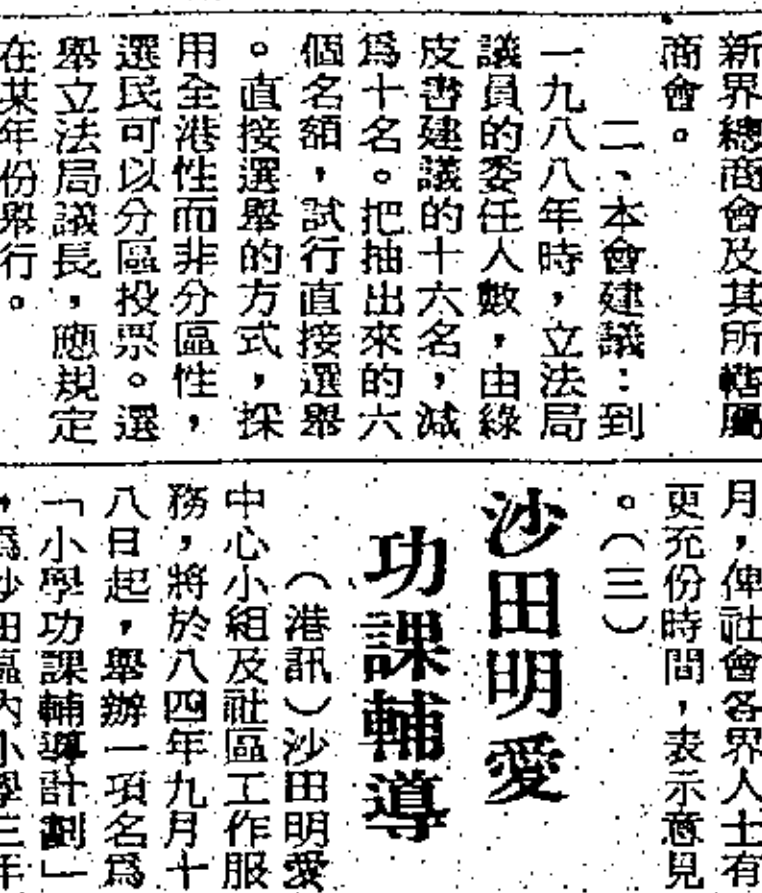 新界總商會及其所轄屬
商會。
二、本會建議：到
一九八八年時，立法局
議員的委任人數，由綠
皮書建議的十六名，減
爲十名。把抽出來的六
個名額，試行直接選舉
。直接選舉的方式，採
用全港性而非分區性，
選民可以分區投票。選
舉立法局議長，應規定
在某年份舉行。
月，俾社會各界人士有
更充份時間，表示意見
。（三）
沙田明愛
功課輔導
（港訊）沙田明愛
中心小組及社區工作服
務，將於八四年九月十
八日起，舉辦一項名爲
「小學功課輔導計劃」
，爲沙田區內小學三年